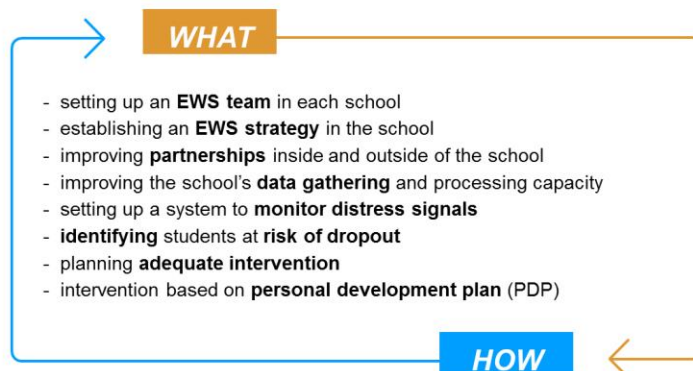 WHAT
- setting up an EWS team in each school
- establishing an EWS strategy in the school
- improving partnerships inside and outside of the school
- improving the school's data gathering and processing capacity
- setting up a system to monitor distress signals
- identifying students at risk of dropout
- planning adequate intervention
- intervention based on personal development plan (PDP)
HOW